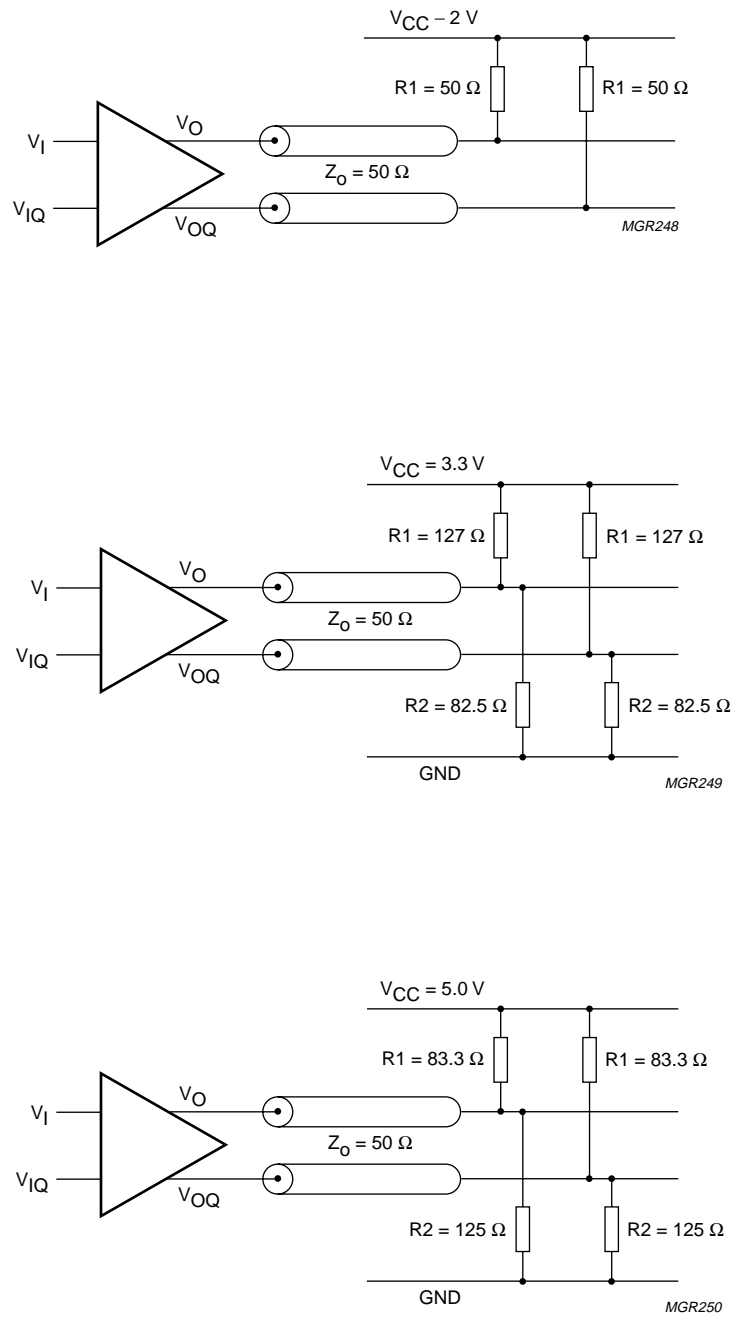 VCC − 2 V
R1 = 50 Ω
R1 = 50 Ω
VO
VI
Zo = 50 Ω
VIQ
VOQ
MGR248
VCC = 3.3 V
R1 = 127 Ω
R1 = 127 Ω
VO
VI
Zo = 50 Ω
VIQ
VOQ
R2 = 82.5 Ω
R2 = 82.5 Ω
GND
MGR249
VCC = 5.0 V
R1 = 83.3 Ω
R1 = 83.3 Ω
VO
VI
Zo = 50 Ω
VIQ
VOQ
R2 = 125 Ω
R2 = 125 Ω
GND
MGR250